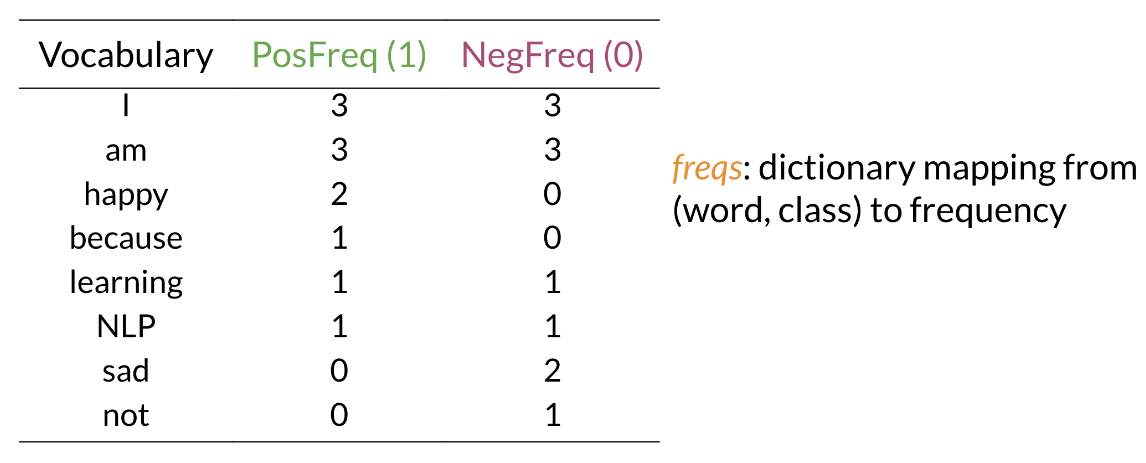 Vocabulary PosFreq (1) NegFreq (0)
I 3 3
am 3 3
happy 2 0
because 1 0
learning 1 1
NLP 1 1
sad 0 2
not 0 1
freqs: dictionary mapping from
(word, class) to frequency